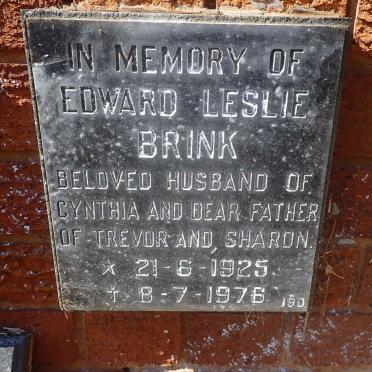 IN MEMORY OF
EDWARD LESLIE
BRINK
BELOVED HUSBAND OF
CYNTHIA AND DEAR FATHER
OF TREVOR AND, SHARON.
* 21-6-1925
† 8-7-1976
190